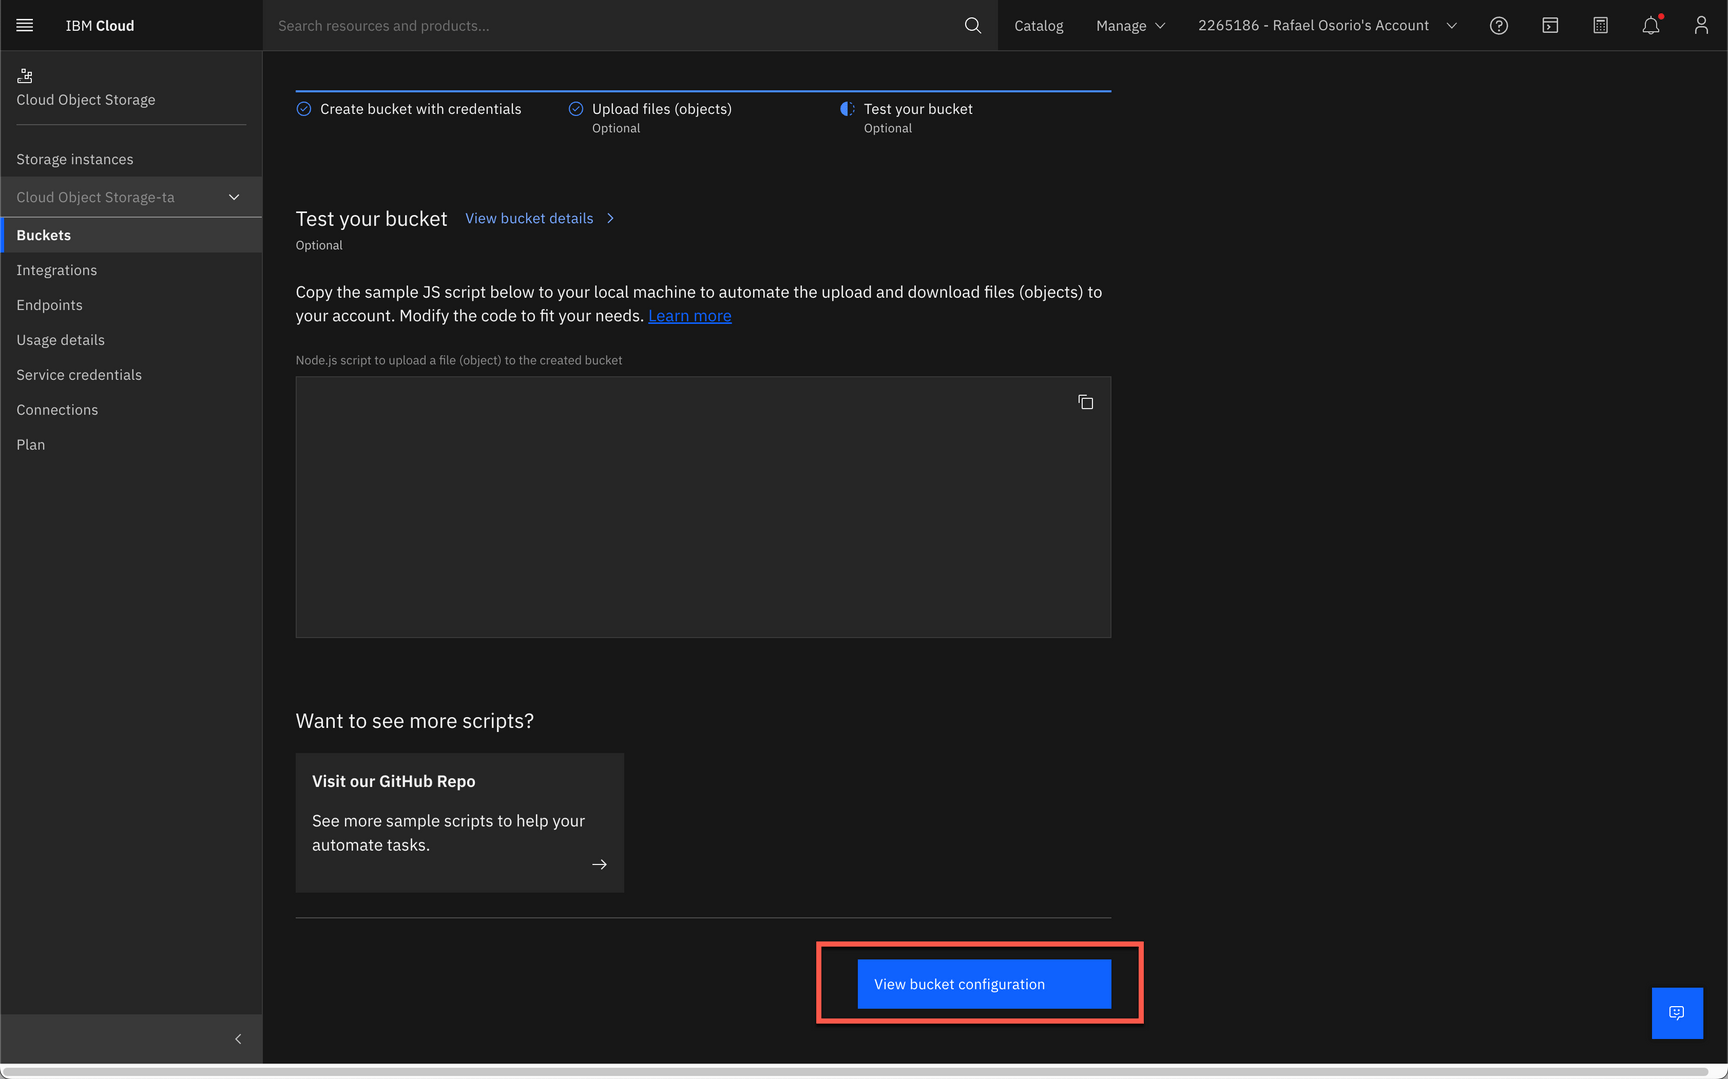 IBM Cloud
Search resources and products...
Catalog
Manage
2265186 - Rafael Osorio's Account
Cloud Object Storage
Storage instances
Cloud Object Storage-ta
Buckets
Integrations
Endpoints
Usage details
Service credentials
Connections
Plan
Create bucket with credentials
Upload files (objects)
Optional
Test your bucket
Optional
Test your bucket
View bucket details
Optional
Copy the sample JS script below to your local machine to automate the upload and download files (objects) to
your account. Modify the code to fit your needs. Learn more
Node.js script to upload a file (object) to the created bucket
Want to see more scripts?
Visit our GitHub Repo
See more sample scripts to help your
automate tasks.
View bucket configuration